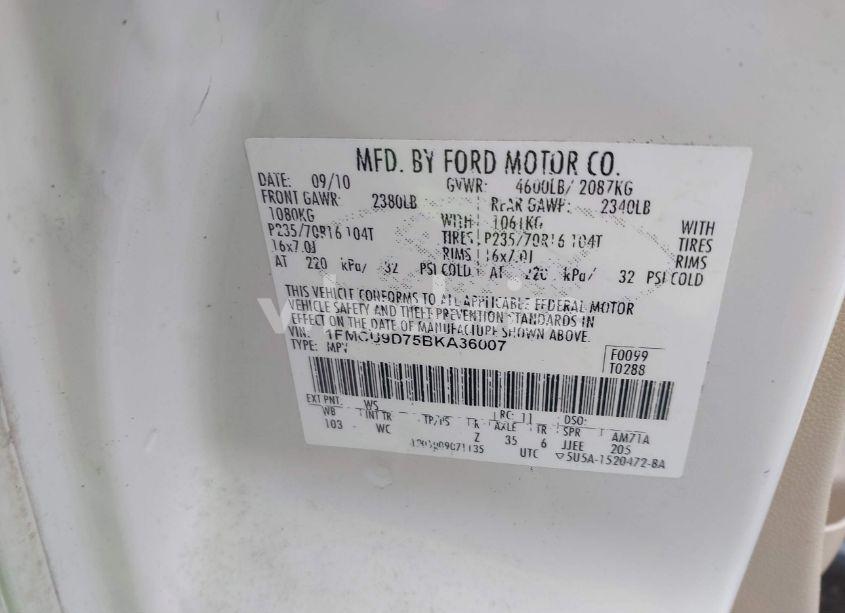 MFD. BY FORD MOTOR CO.
DATE: 09/10 GVWR: 4600LB/ 2087KG
FRONT GAWR: 2380LB REAR GAWR: 2340LB
1080KG WITH 1061KG WITH
P235/70R16 104T TIRES P235/70R16 104T TIRES
16x7.0J RIMS 16x7.0J RIMS
AT 220 kPa/ 32 PSI COLD AT 220 kPa/ 32 PSI COLD
THIS VEHICLE CONFORMS TO ALL APPLICABLE FEDERAL MOTOR
VEHICLE SAFETY AND THEFT PREVENTION STANDARDS IN
EFFECT ON THE DATE OF MANUFACTURE SHOWN ABOVE.
VIN: 1FMCU9D75BKA36007
TYPE: MPV
F0099
T0288
EXT PNT: WS RC: 11 DSO:
WB INT TR TP/PS R AXLE TR SPR AM71A
103 WC Z 35 6 JJEE 205
UTC ▽5U5A-1520472-BA